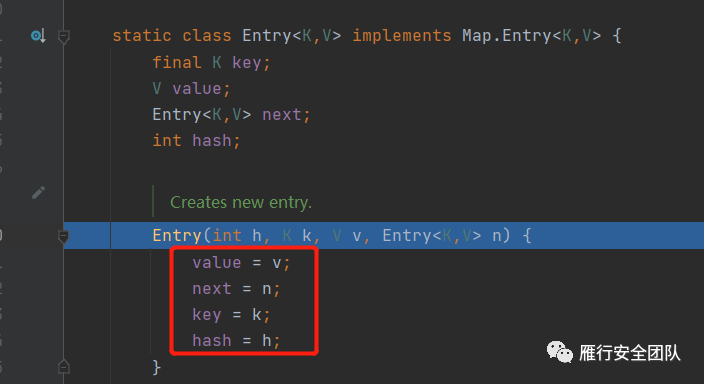 static class Entry<K,V> implements Map.Entry<K,V> {
final K key;
V value;
Entry<K,V> next;
int hash;
Creates new entry.
Entry(int h, K k, V v, Entry<K,V> n) {
value = v;
next = n;
key = k;
hash = h;
}
雁行安全团队